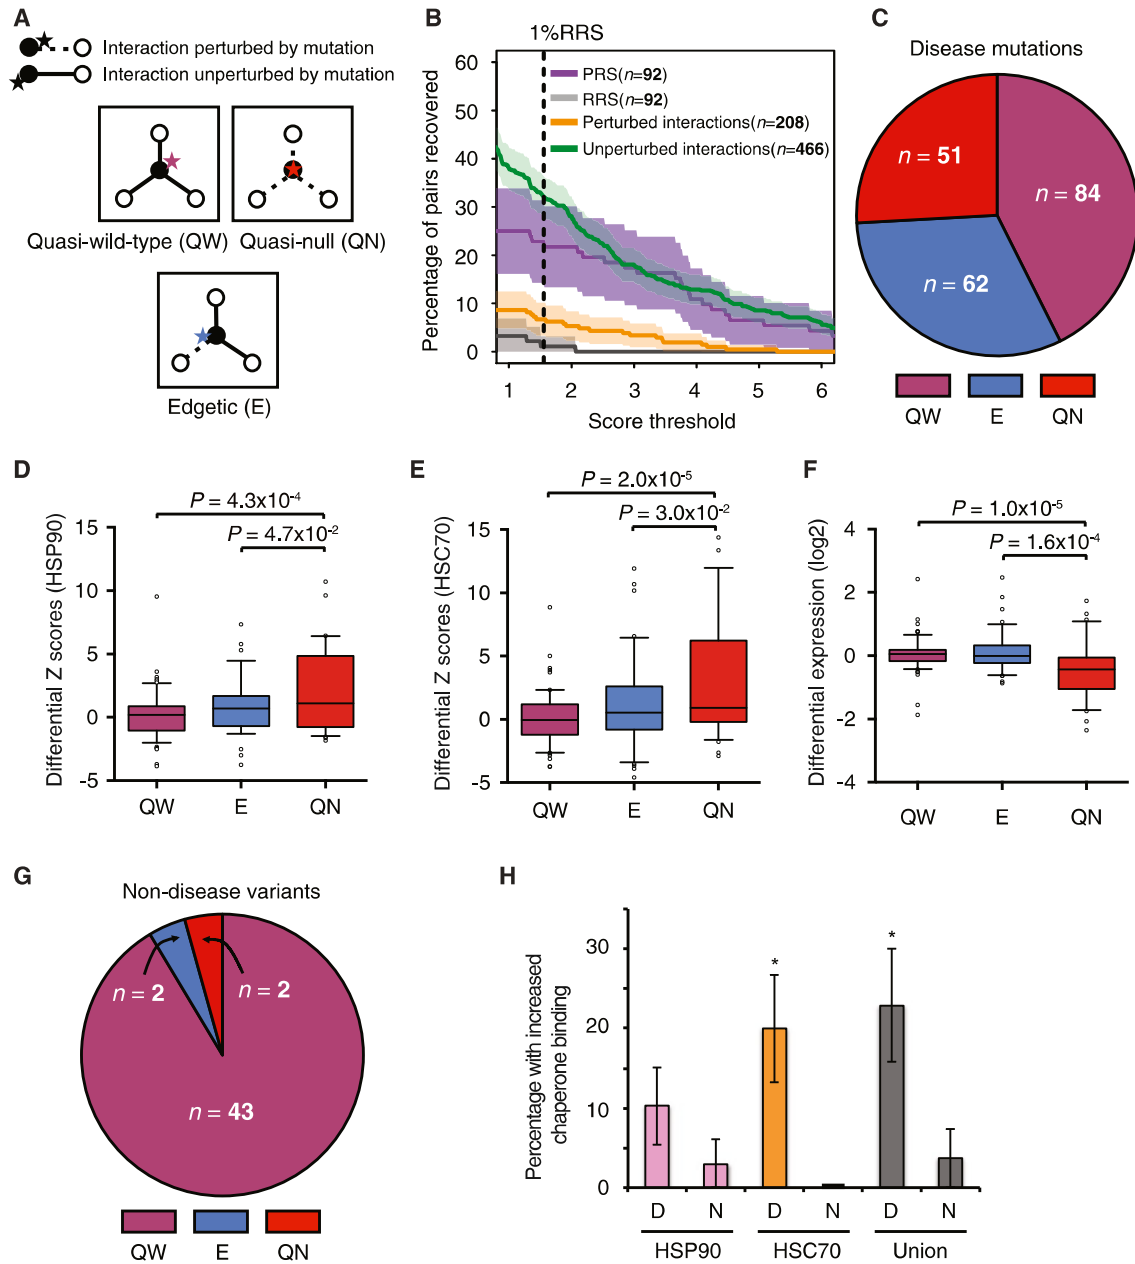 A
Interaction perturbed by mutation
Interaction unperturbed by mutation
Quasi-wild-type (QW)
Quasi-null (QN)
Edgetic (E)
B
1%RRS
PRS(n=92)
RRS(n=92)
Perturbed interactions(n=208)
Unperturbed interactions(n=466)
Percentage of pairs recovered
60
50
40
30
20
10
0
1 2 3 4 5 6
Score threshold
C
Disease mutations
n = 51
n = 84
n = 62
QW E QN
D
P = 4.3x10-4
P = 4.7x10-2
Differential Z scores (HSP90)
15
10
5
0
-5
QW E QN
E
P = 2.0x10-5
P = 3.0x10-2
Differential Z scores (HSC70)
15
10
5
0
-5
QW E QN
F
P = 1.0x10-5
P = 1.6x10-4
Differential expression (log2)
4
2
0
-2
-4
QW E QN
G
Non-disease variants
n = 2
n = 2
n = 43
QW E QN
H
Percentage with increased
chaperone binding
30
20
10
0
* *
D N D N D N
HSP90 HSC70 Union